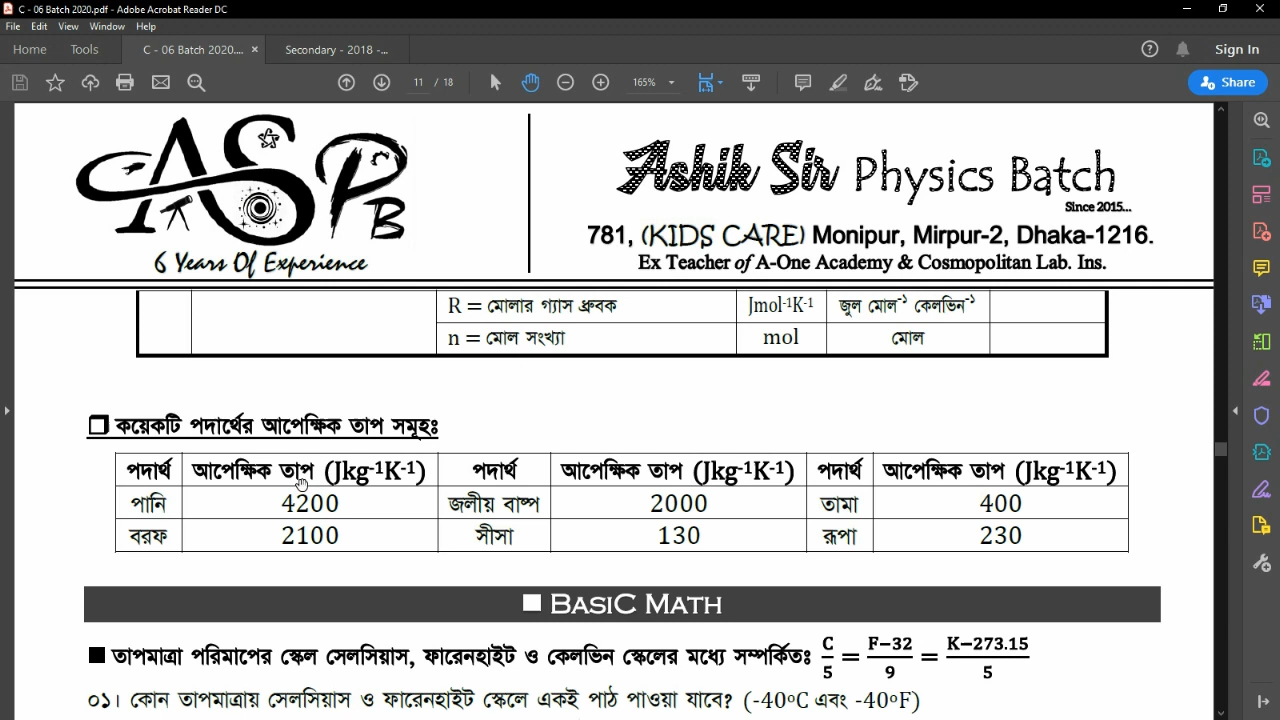 C - 06 Batch 2020.pdf - Adobe Acrobat Reader DC
File Edit View Window Help
Home Tools C - 06 Batch 2020.... × Secondary - 2018 -... Sign In
11 / 18 165% Share
ASPB
6 Years Of Experience
Ashik Sir Physics Batch
Since 2015...
781, (KIDS CARE) Monipur, Mirpur-2, Dhaka-1216.
Ex Teacher of A-One Academy & Cosmopolitan Lab. Ins.
R = মোলার গ্যাস ধ্রুবক Jmol⁻¹K⁻¹ জুল মোল⁻¹ কেলভিন⁻¹
n = মোল সংখ্যা mol মোল
কয়েকটি পদার্থের আপেক্ষিক তাপ সমূহঃ
পদার্থ আপেক্ষিক তাপ (Jkg⁻¹K⁻¹) পদার্থ আপেক্ষিক তাপ (Jkg⁻¹K⁻¹) পদার্থ আপেক্ষিক তাপ (Jkg⁻¹K⁻¹)
পানি 4200 জলীয় বাষ্প 2000 তামা 400
বরফ 2100 সীসা 130 রূপা 230
BASIC MATH
তাপমাত্রা পরিমাপের স্কেল সেলসিয়াস, ফারেনহাইট ও কেলভিন স্কেলের মধ্যে সম্পর্কিতঃ C/5 = F−32/9 = K−273.15/5
০১। কোন তাপমাত্রায় সেলসিয়াস ও ফারেনহাইট স্কেলে একই পাঠ পাওয়া যাবে? (-40ᵒC এবং -40ᵒF)